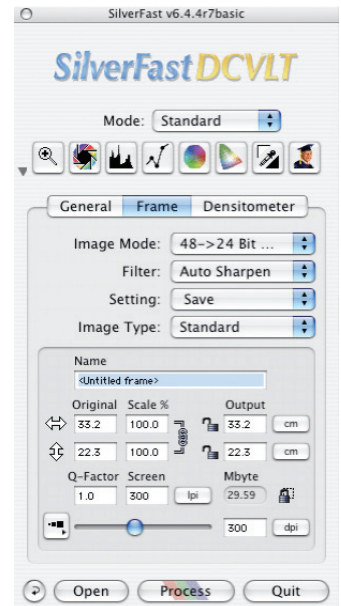 SilverFast v6.4.4r7basic
SilverFast DCVLT
Mode: Standard
General Frame Densitometer
Image Mode: 48->24 Bit ...
Filter: Auto Sharpen
Setting: Save
Image Type: Standard
Name
<Untitled frame>
Original Scale % Output
33.2 100.0 33.2 cm
22.3 100.0 22.3 cm
Q-Factor Screen Mbyte
1.0 300 lpi 29.59
300 dpi
Open Process Quit